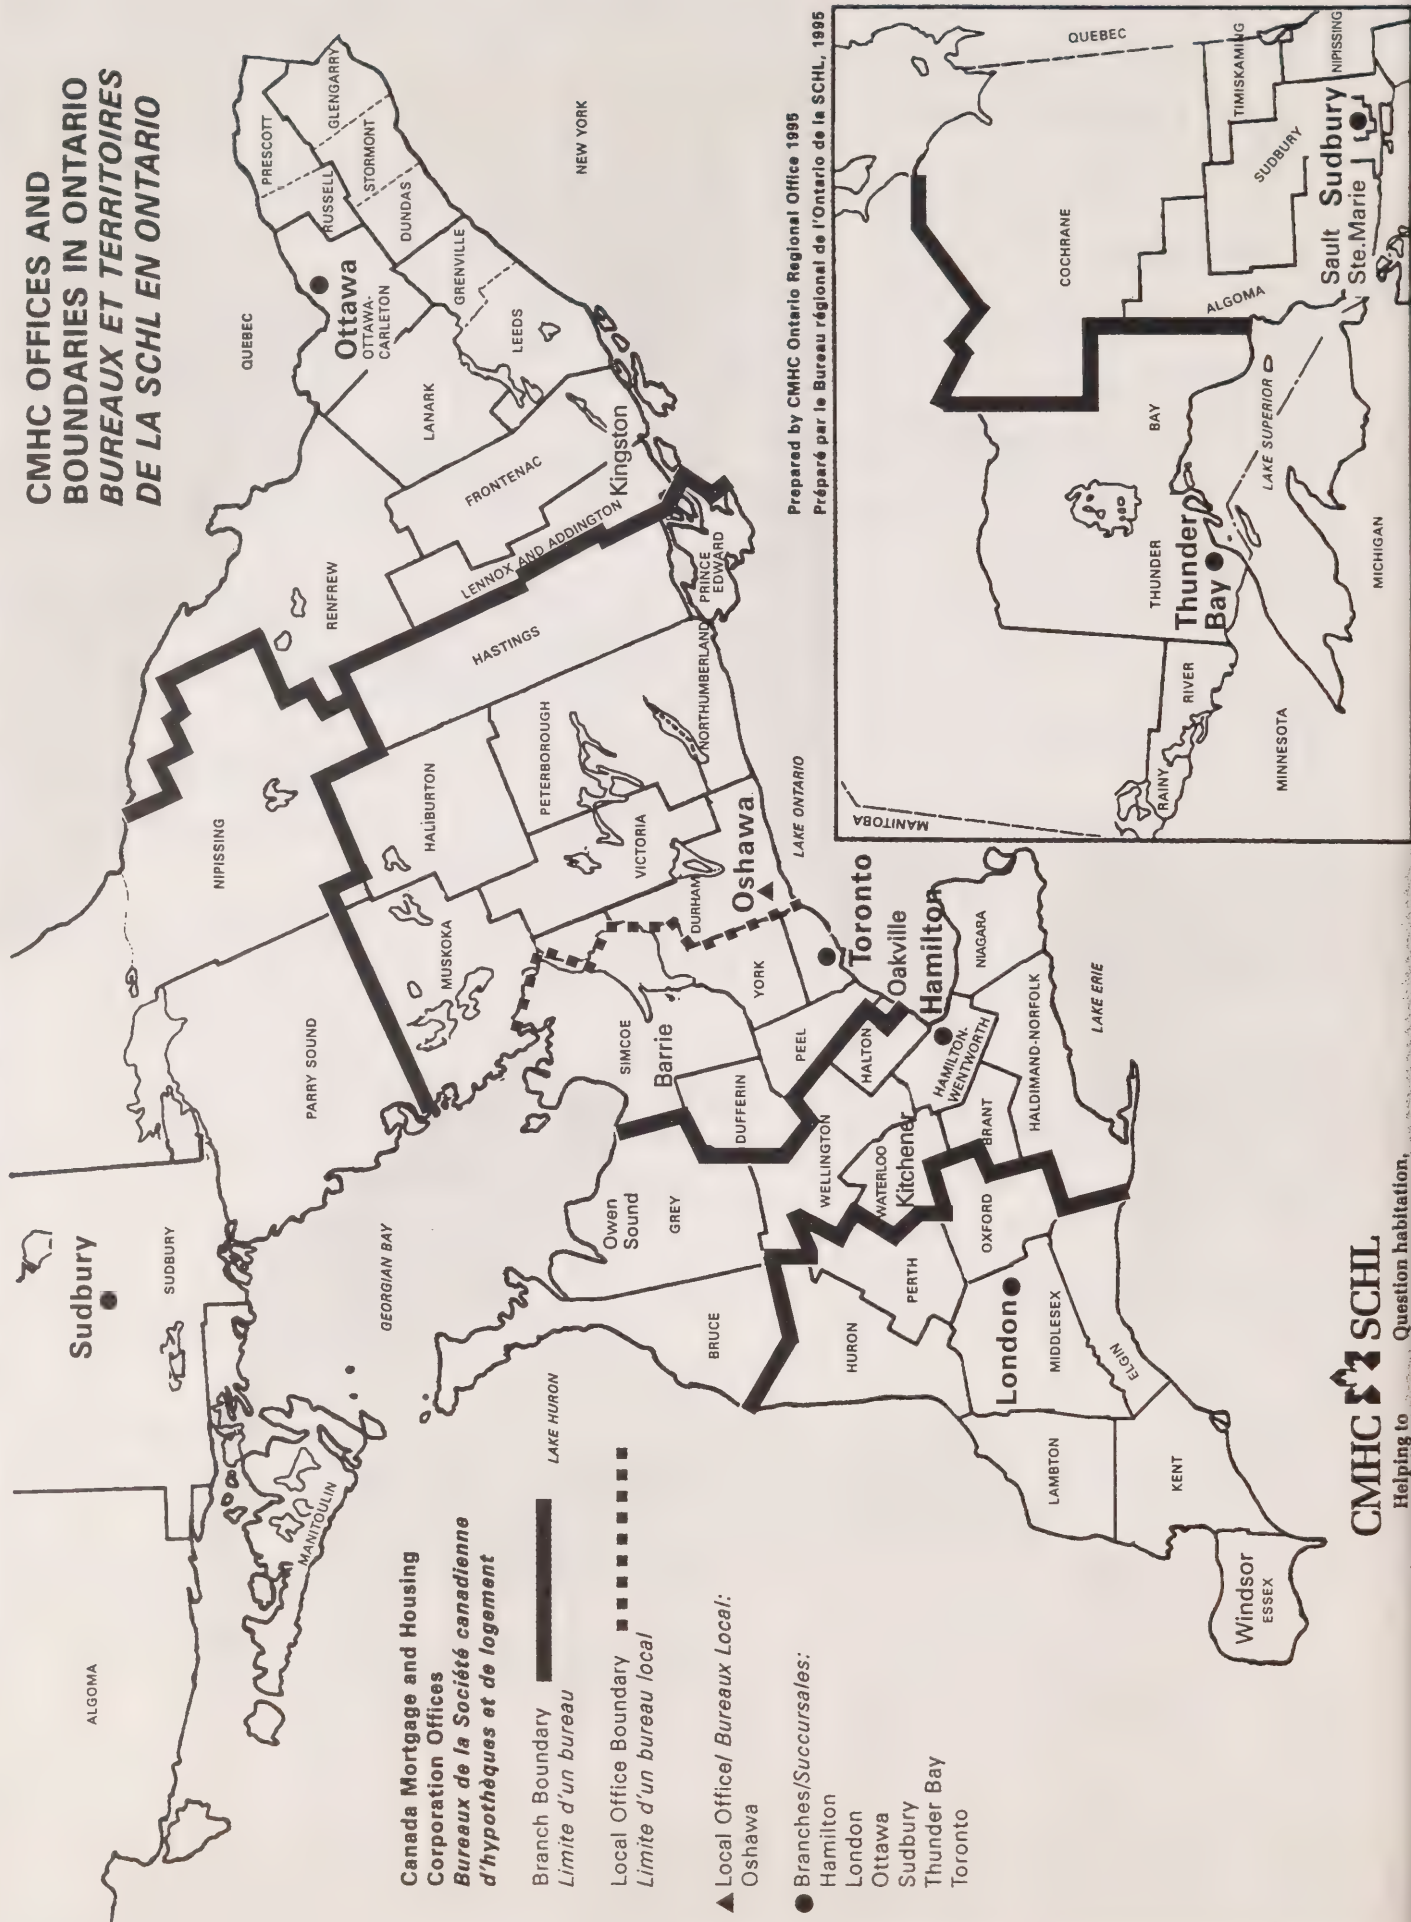 CMHC OFFICES AND
BOUNDARIES IN ONTARIO
BUREAUX ET TERRITOIRES
DE LA SCHL EN ONTARIO
ALGOMA
Sudbury
SUDBURY
MANITOULIN
PARRY SOUND
NIPISSING
GEORGIAN BAY
LAKE HURON
QUEBEC
RENFREW
PRESCOTT
GLENGARRY
RUSSELL
STORMONT
DUNDAS
Ottawa
OTTAWA-
CARLETON
GRENVILLE
LEEDS
LANARK
FRONTENAC
Kingston
LENNOX AND ADDINGTON
HASTINGS
PRINCE
EDWARD
NEW YORK
MUSKOKA
HALIBURTON
PETERBOROUGH
NORTHUMBERLAND
VICTORIA
DURHAM
Oshawa
LAKE ONTARIO
SIMCOE
Barrie
YORK
Toronto
PEEL
Oakville
HALTON
Hamilton
HAMILTON-
WENTWORTH
NIAGARA
HALDIMAND-NORFOLK
LAKE ERIE
DUFFERIN
Owen
Sound
GREY
BRUCE
WELLINGTON
WATERLOO
Kitchener
BRANT
OXFORD
PERTH
HURON
London
MIDDLESEX
ELGIN
LAMBTON
KENT
Windsor
ESSEX
Canada Mortgage and Housing
Corporation Offices
Bureaux de la Société canadienne
d'hypothèques et de logement
Branch Boundary
Limite d'un bureau
Local Office Boundary
Limite d'un bureau local
Local Office/ Bureaux Local:
Oshawa
Branches/Succursales:
Hamilton
London
Ottawa
Sudbury
Thunder Bay
Toronto
Prepared by CMHC Ontario Regional Office 1995
Préparé par le Bureau régional de l'Ontario de la SCHL, 1995
MANITOBA
QUEBEC
COCHRANE
TIMISKAMING
NIPISSING
SUDBURY
Sudbury
Sault
Ste.Marie
ALGOMA
THUNDER
BAY
Thunder
Bay
LAKE SUPERIOR
RAINY
RIVER
MINNESOTA
MICHIGAN
CMHC SCHL
Helping to
Question habitation,